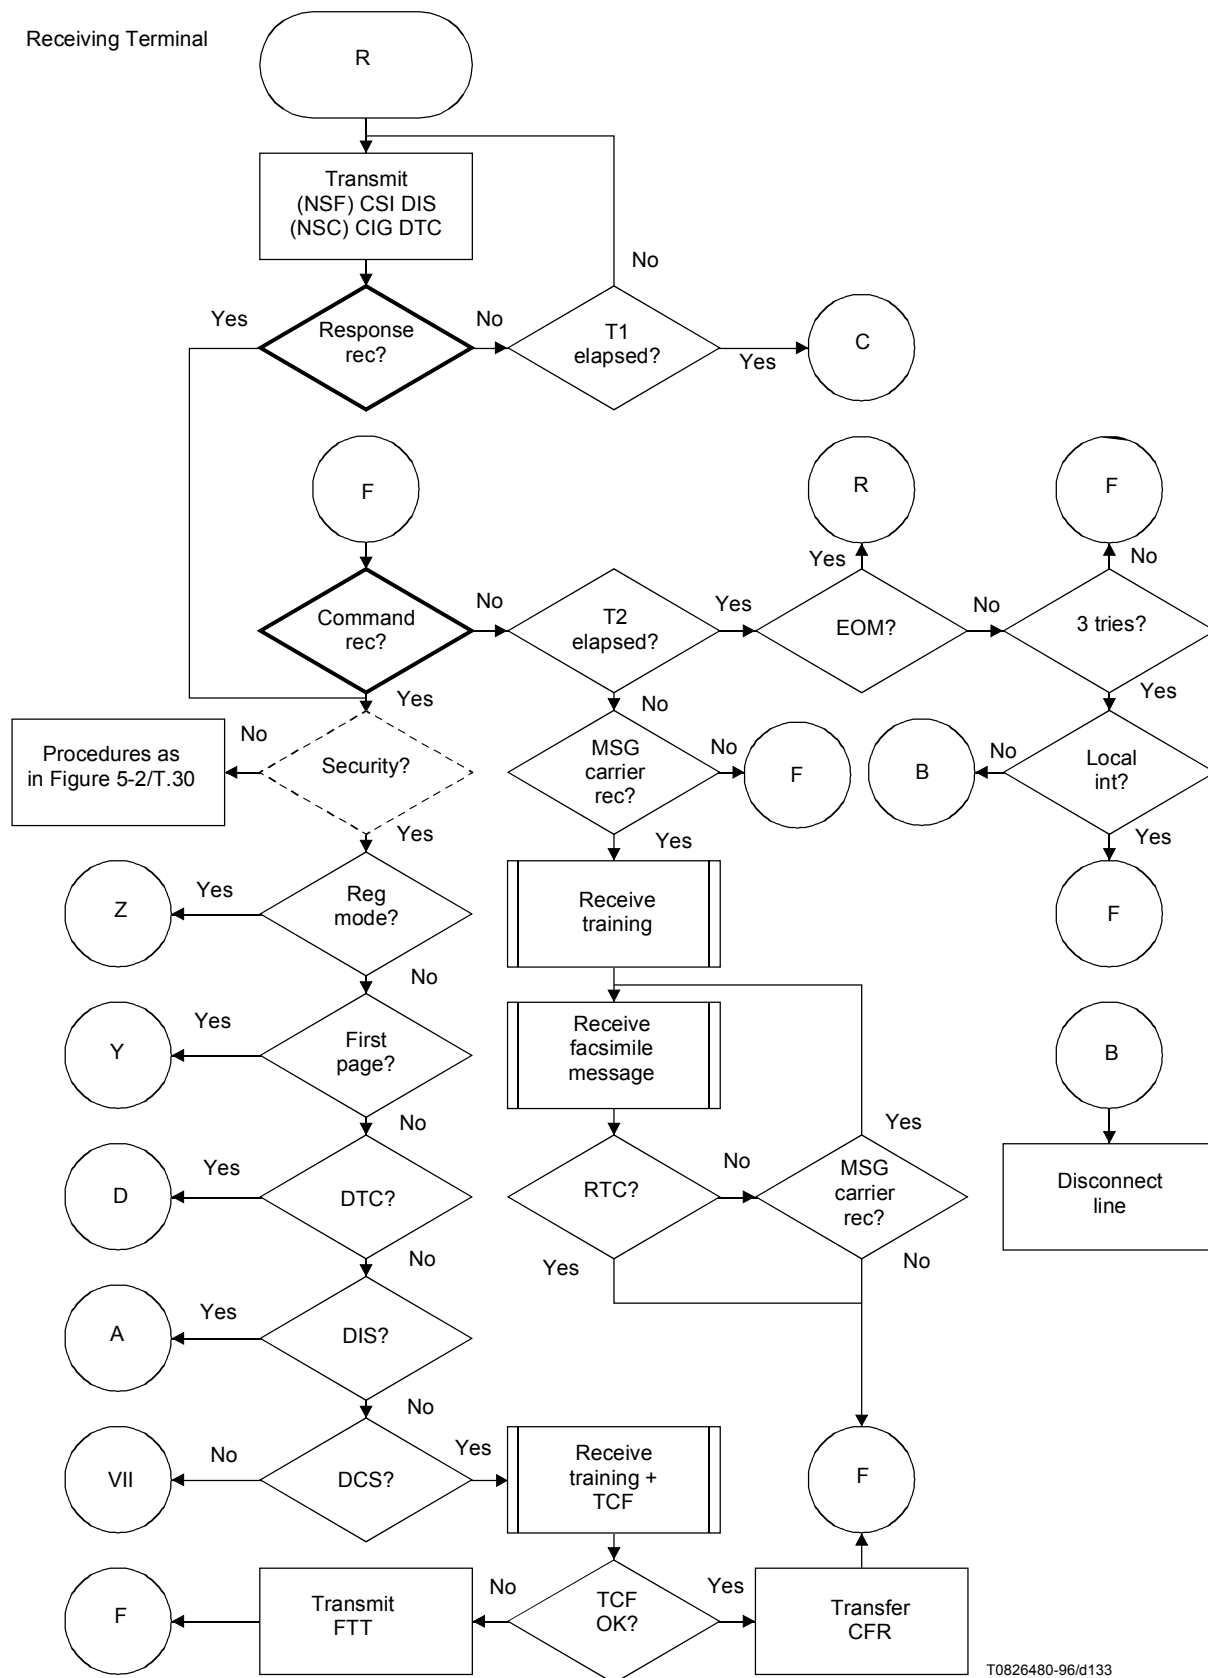 Receiving Terminal
R
Transmit
(NSF) CSI DIS
(NSC) CIG DTC
No
Yes
Response
rec?
No
T1
elapsed?
Yes
C
F
R
F
Yes
No
Command
rec?
No
T2
elapsed?
Yes
EOM?
No
3 tries?
Yes
No
Yes
Procedures as
in Figure 5-2/T.30
No
Security?
MSG
carrier
rec?
No
F
B
No
Local
int?
Yes
Yes
Yes
Z
Yes
Reg
mode?
Receive
training
F
No
Y
Yes
First
page?
Receive
facsimile
message
B
No
Yes
D
Yes
DTC?
RTC?
No
MSG
carrier
rec?
Disconnect
line
No
Yes
No
A
Yes
DIS?
No
VII
No
DCS?
Yes
Receive
training +
TCF
F
F
Transmit
FTT
No
TCF
OK?
Yes
Transfer
CFR
T0826480-96/d133